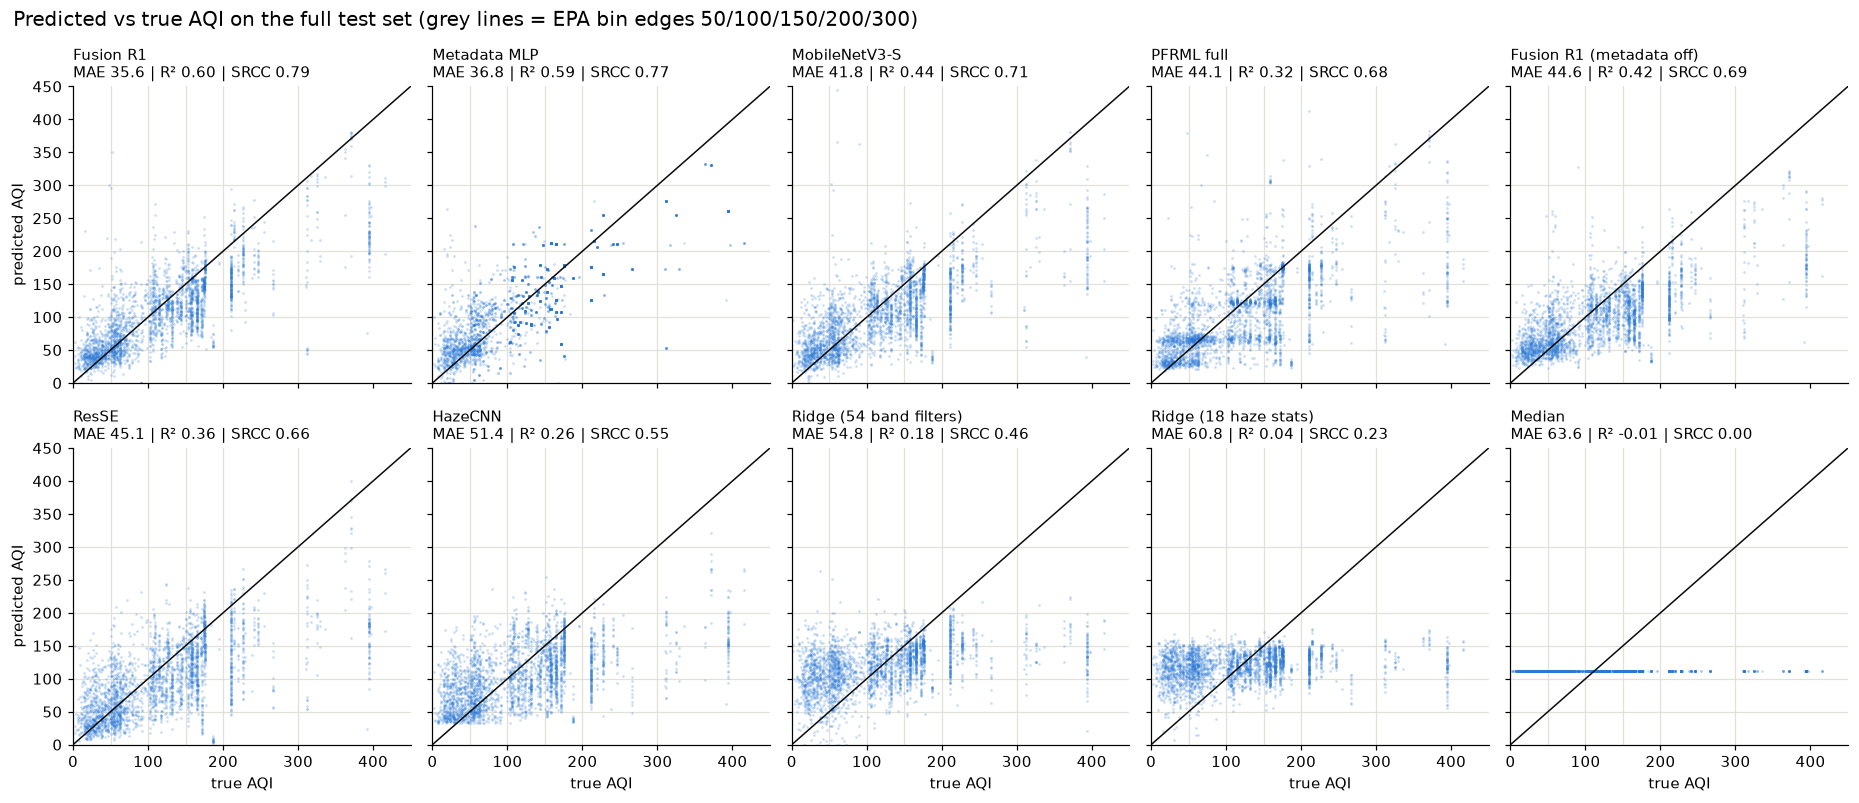 Predicted vs true AQI on the full test set (grey lines = EPA bin edges 50/100/150/200/300)
Fusion R1
MAE 35.6 | R² 0.60 | SRCC 0.79
Metadata MLP
MAE 36.8 | R² 0.59 | SRCC 0.77
MobileNetV3-S
MAE 41.8 | R² 0.44 | SRCC 0.71
PFRML full
MAE 44.1 | R² 0.32 | SRCC 0.68
Fusion R1 (metadata off)
MAE 44.6 | R² 0.42 | SRCC 0.69
450
400
350
300
250
200
150
100
50
0
predicted AQI
ResSE
MAE 45.1 | R² 0.36 | SRCC 0.66
HazeCNN
MAE 51.4 | R² 0.26 | SRCC 0.55
Ridge (54 band filters)
MAE 54.8 | R² 0.18 | SRCC 0.46
Ridge (18 haze stats)
MAE 60.8 | R² 0.04 | SRCC 0.23
Median
MAE 63.6 | R² -0.01 | SRCC 0.00
450
400
350
300
250
200
150
100
50
0
predicted AQI
0 100 200 300 400
true AQI
0 100 200 300 400
true AQI
0 100 200 300 400
true AQI
0 100 200 300 400
true AQI
0 100 200 300 400
true AQI